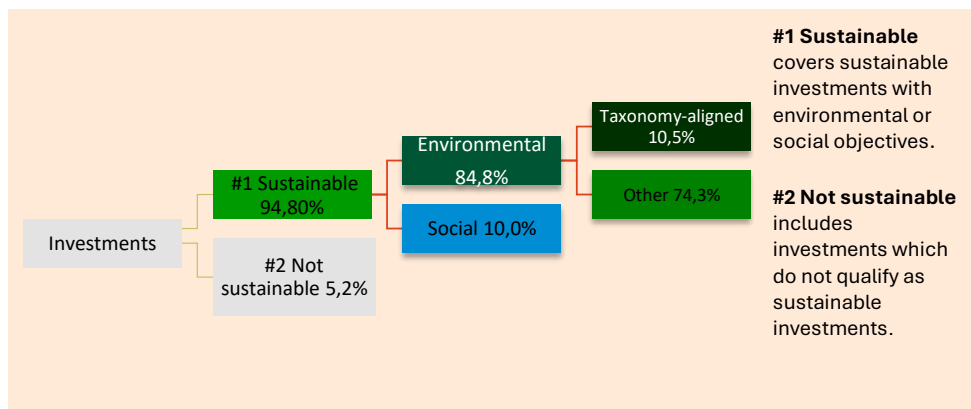 Investments
#1 Sustainable
94,80%
#2 Not
sustainable 5,2%
Environmental
84,8%
Social 10,0%
Taxonomy-aligned
10,5%
Other 74,3%
#1 Sustainable
covers sustainable
investments with
environmental or
social objectives.
#2 Not sustainable
includes
investments which
do not qualify as
sustainable
investments.